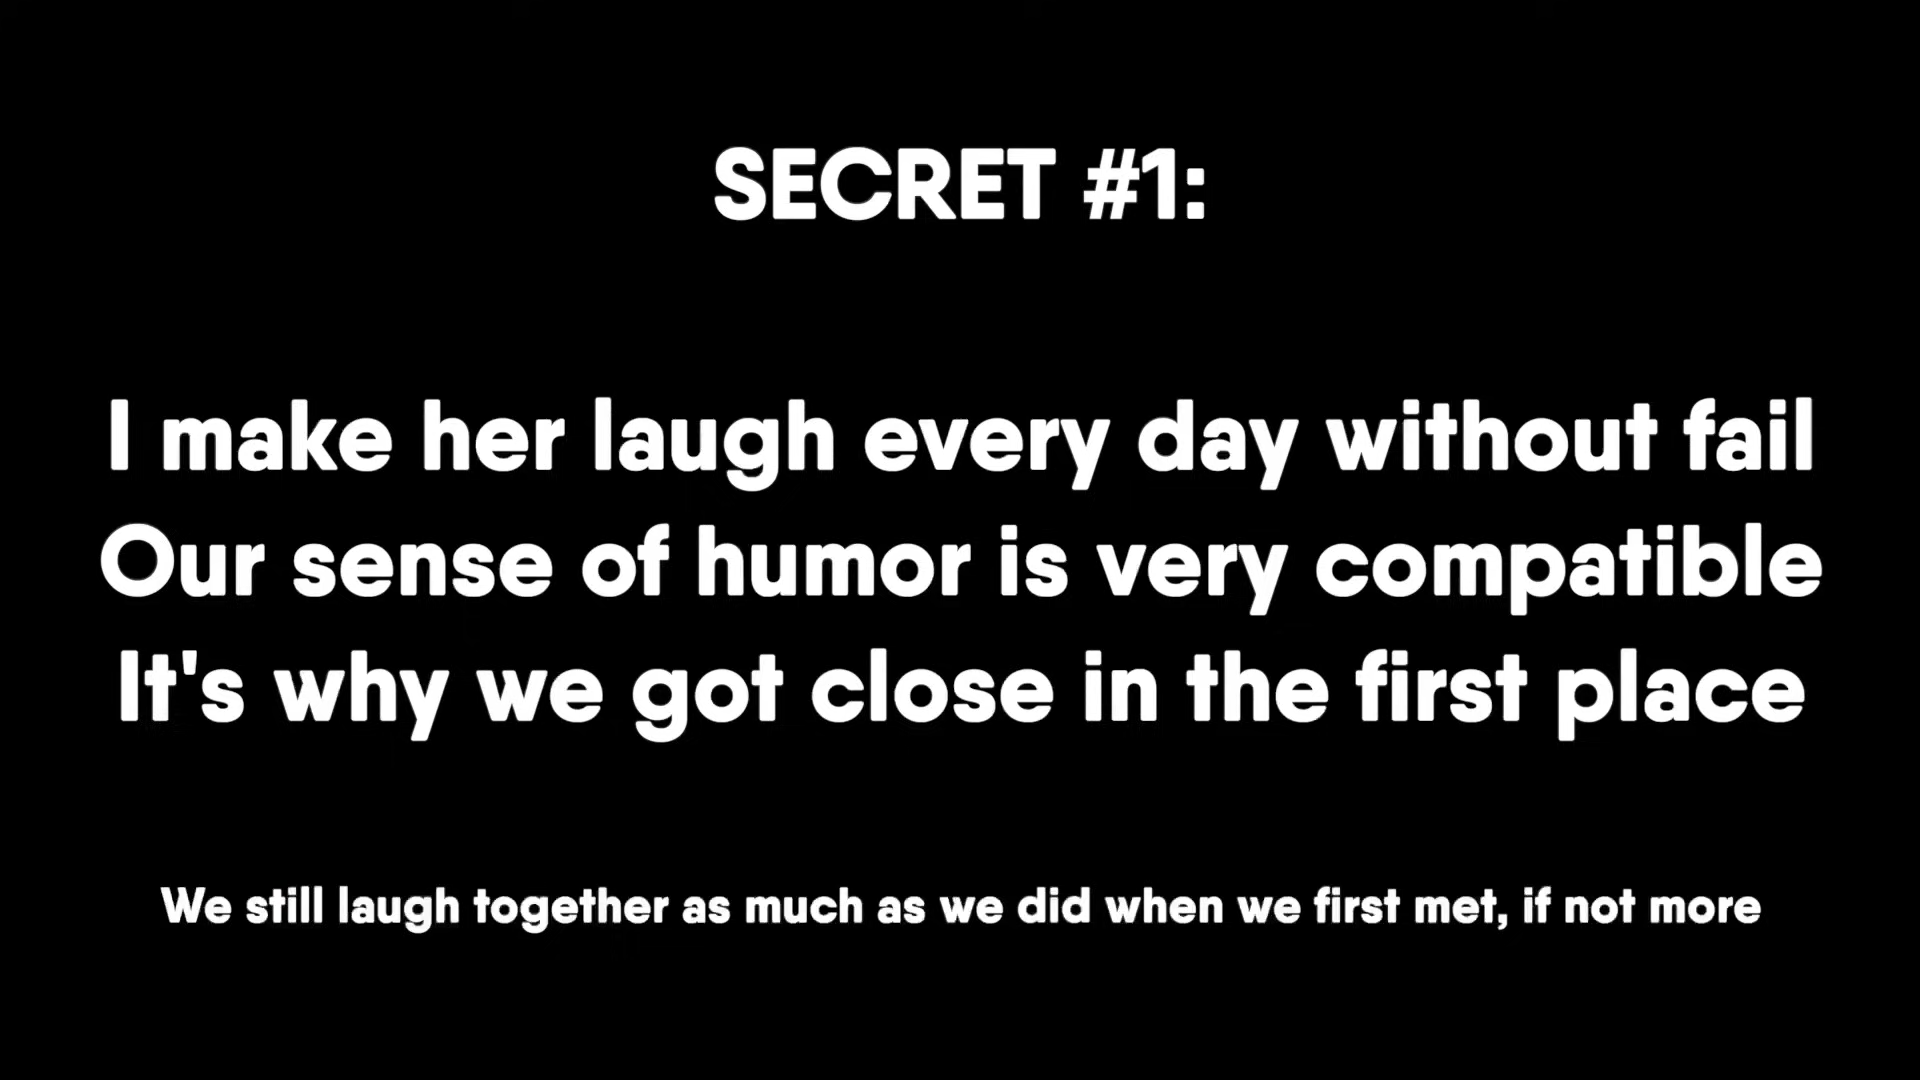 SECRET #1:
I make her laugh every day without fail
Our sense of humor is very compatible
It's why we got close in the first place
We still laugh together as much as we did when we first met, if not more